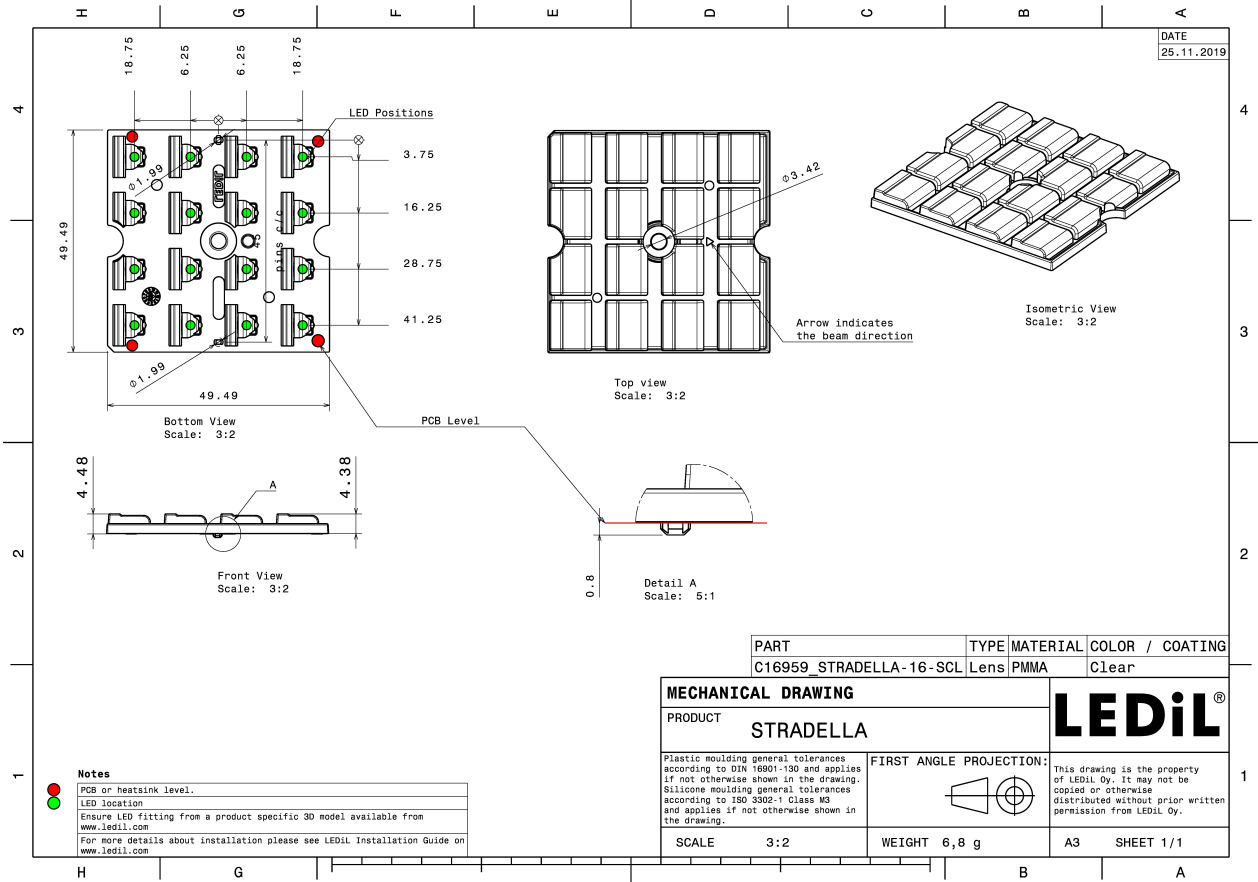 H G F E D C B A
DATE
25.11.2019
4
4
18.75
6.25
6.25
18.75
LED Positions
3.75
16.25
28.75
41.25
49.49
⌀1.99
LEDiL
45
pins c/c
⌀1.99
49.49
Bottom View
Scale: 3:2
⌀3.42
Arrow indicates
the beam direction
Top view
Scale: 3:2
Isometric View
Scale: 3:2
3
3
PCB Level
4.48
A
4.38
Front View
Scale: 3:2
0.8
Detail A
Scale: 5:1
2
2
PART TYPE MATERIAL COLOR / COATING
C16959_STRADELLA-16-SCL Lens PMMA Clear
MECHANICAL DRAWING
PRODUCT
STRADELLA
LEDiL®
Plastic moulding general tolerances
according to DIN 16901-130 and applies
if not otherwise shown in the drawing.
Silicone moulding general tolerances
according to ISO 3302-1 Class M3
and applies if not otherwise shown in
the drawing.
FIRST ANGLE PROJECTION:
This drawing is the property
of LEDiL Oy. It may not be
copied or otherwise
distributed without prior written
permission from LEDiL Oy.
SCALE 3:2 WEIGHT 6,8 g A3 SHEET 1/1
1
1
Notes
PCB or heatsink level.
LED location
Ensure LED fitting from a product specific 3D model available from
www.ledil.com
For more details about installation please see LEDiL Installation Guide on
www.ledil.com
H G B A